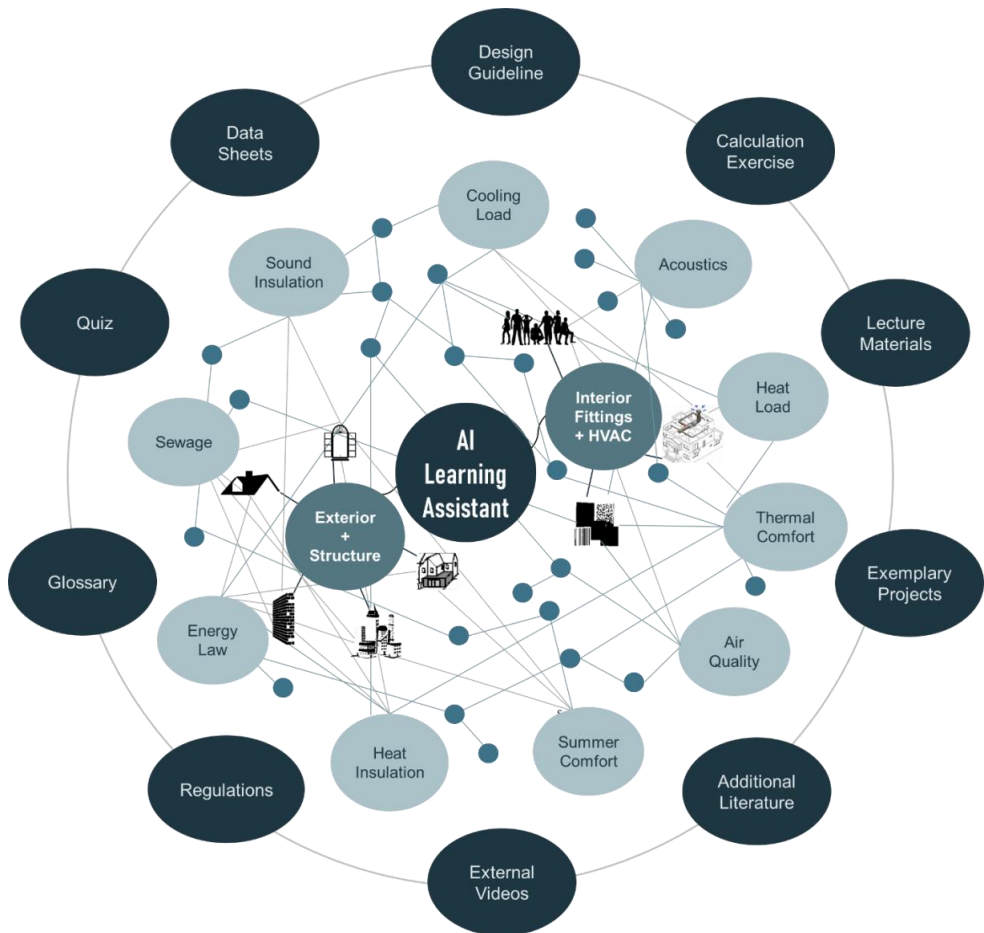 Design
Guideline
Data
Sheets
Calculation
Exercise
Cooling
Load
Sound
Insulation
Acoustics
Quiz
Lecture
Materials
Interior
Fittings
+ HVAC
Heat
Load
Sewage
AI
Learning
Assistant
Exterior
+
Structure
Thermal
Comfort
Glossary
Exemplary
Projects
Energy
Law
Air
Quality
Heat
Insulation
Summer
Comfort
Regulations
Additional
Literature
External
Videos